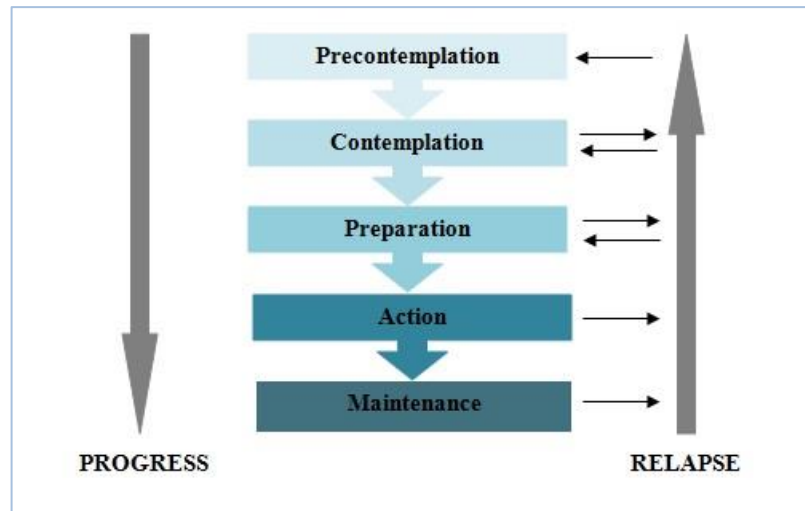 Precontemplation
Contemplation
Preparation
Action
Maintenance
PROGRESS
RELAPSE